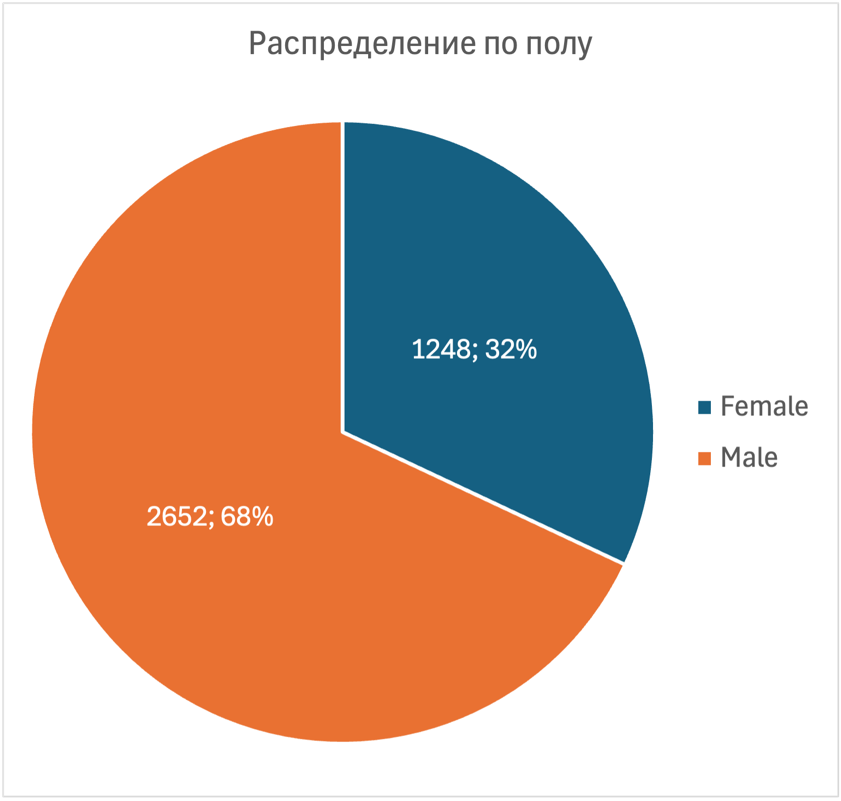 Распределение по полу
1248; 32%
Female
Male
2652; 68%